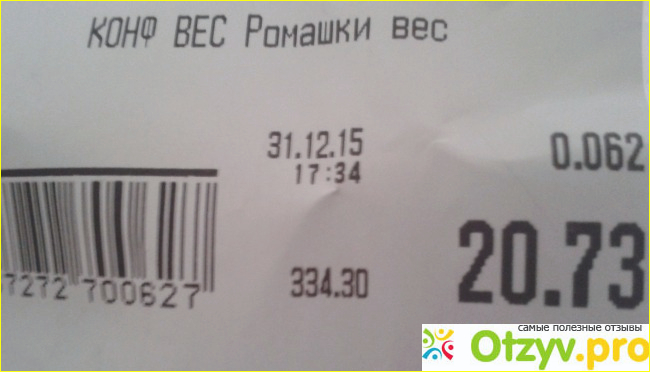 КОНФ ВЕС Ромашки вес
31.12.15
17:34
0.062
334.30
20.73
7272 700627
самые полезные отзывы
Otzyv.pro